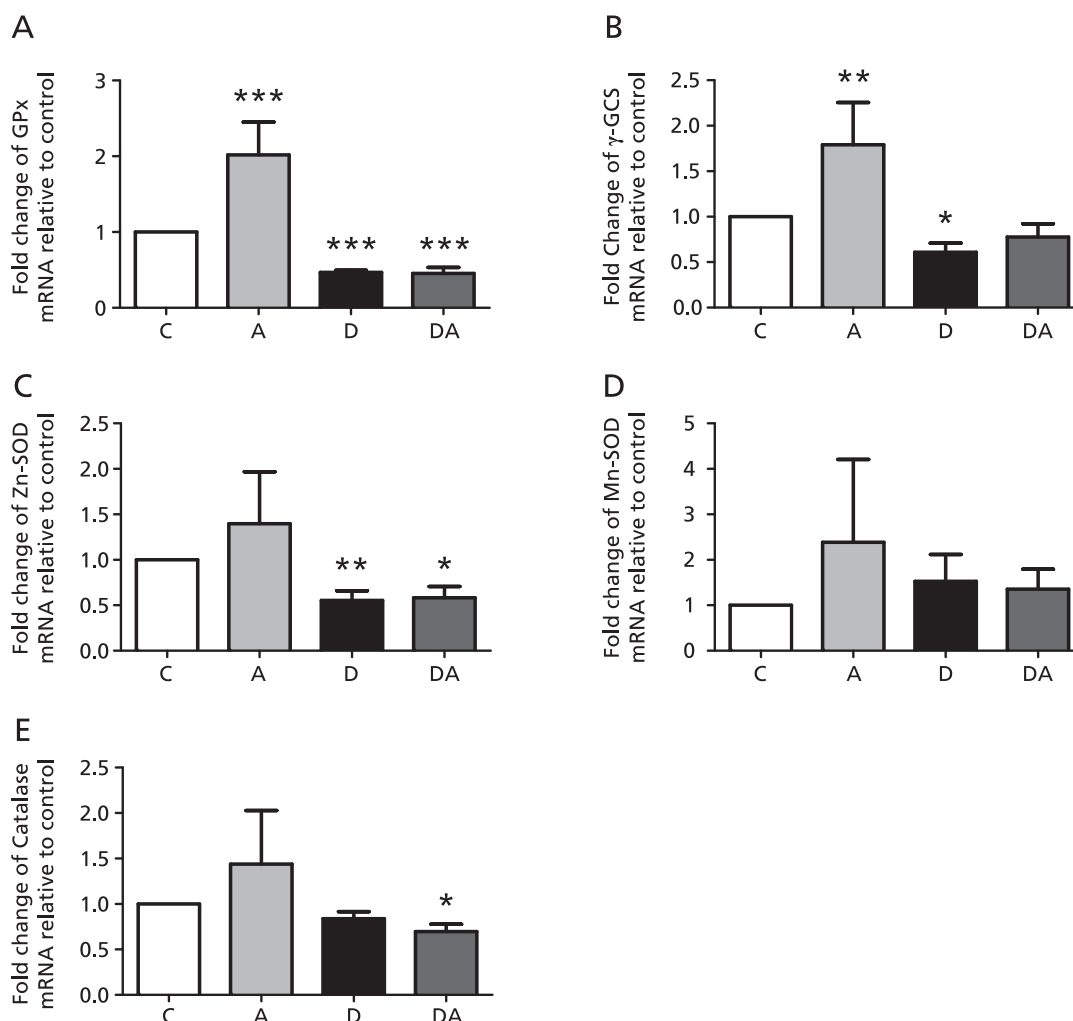 A
Fold change of GPx
mRNA relative to control
3
2
1
0
***
***
***
C A D DA
B
Fold Change of γ-GCS
mRNA relative to control
2.5
2.0
1.5
1.0
0.5
0.0
**
*
C A D DA
C
Fold change of Zn-SOD
mRNA relative to control
2.5
2.0
1.5
1.0
0.5
0.0
**
*
C A D DA
D
Fold change of Mn-SOD
mRNA relative to control
5
4
3
2
1
0
C A D DA
E
Fold change of Catalase
mRNA relative to control
2.5
2.0
1.5
1.0
0.5
0.0
*
C A D DA